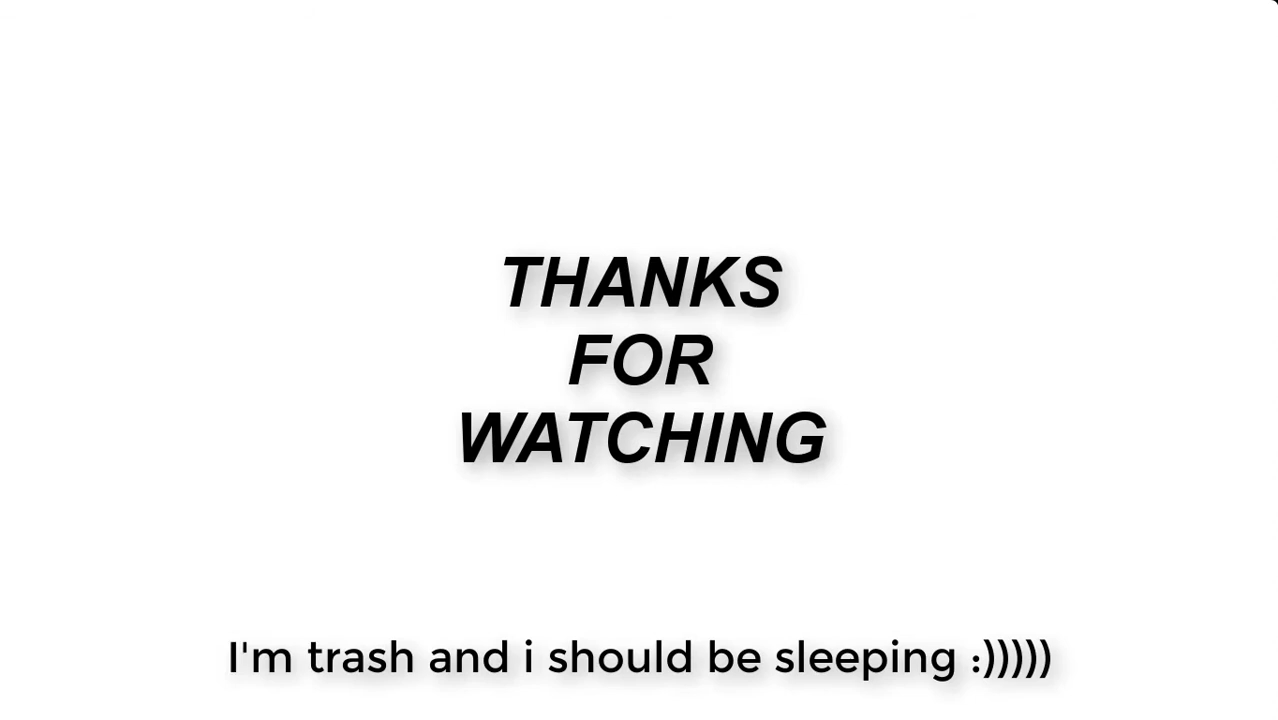 THANKS
FOR
WATCHING
I'm trash and i should be sleeping :)))))